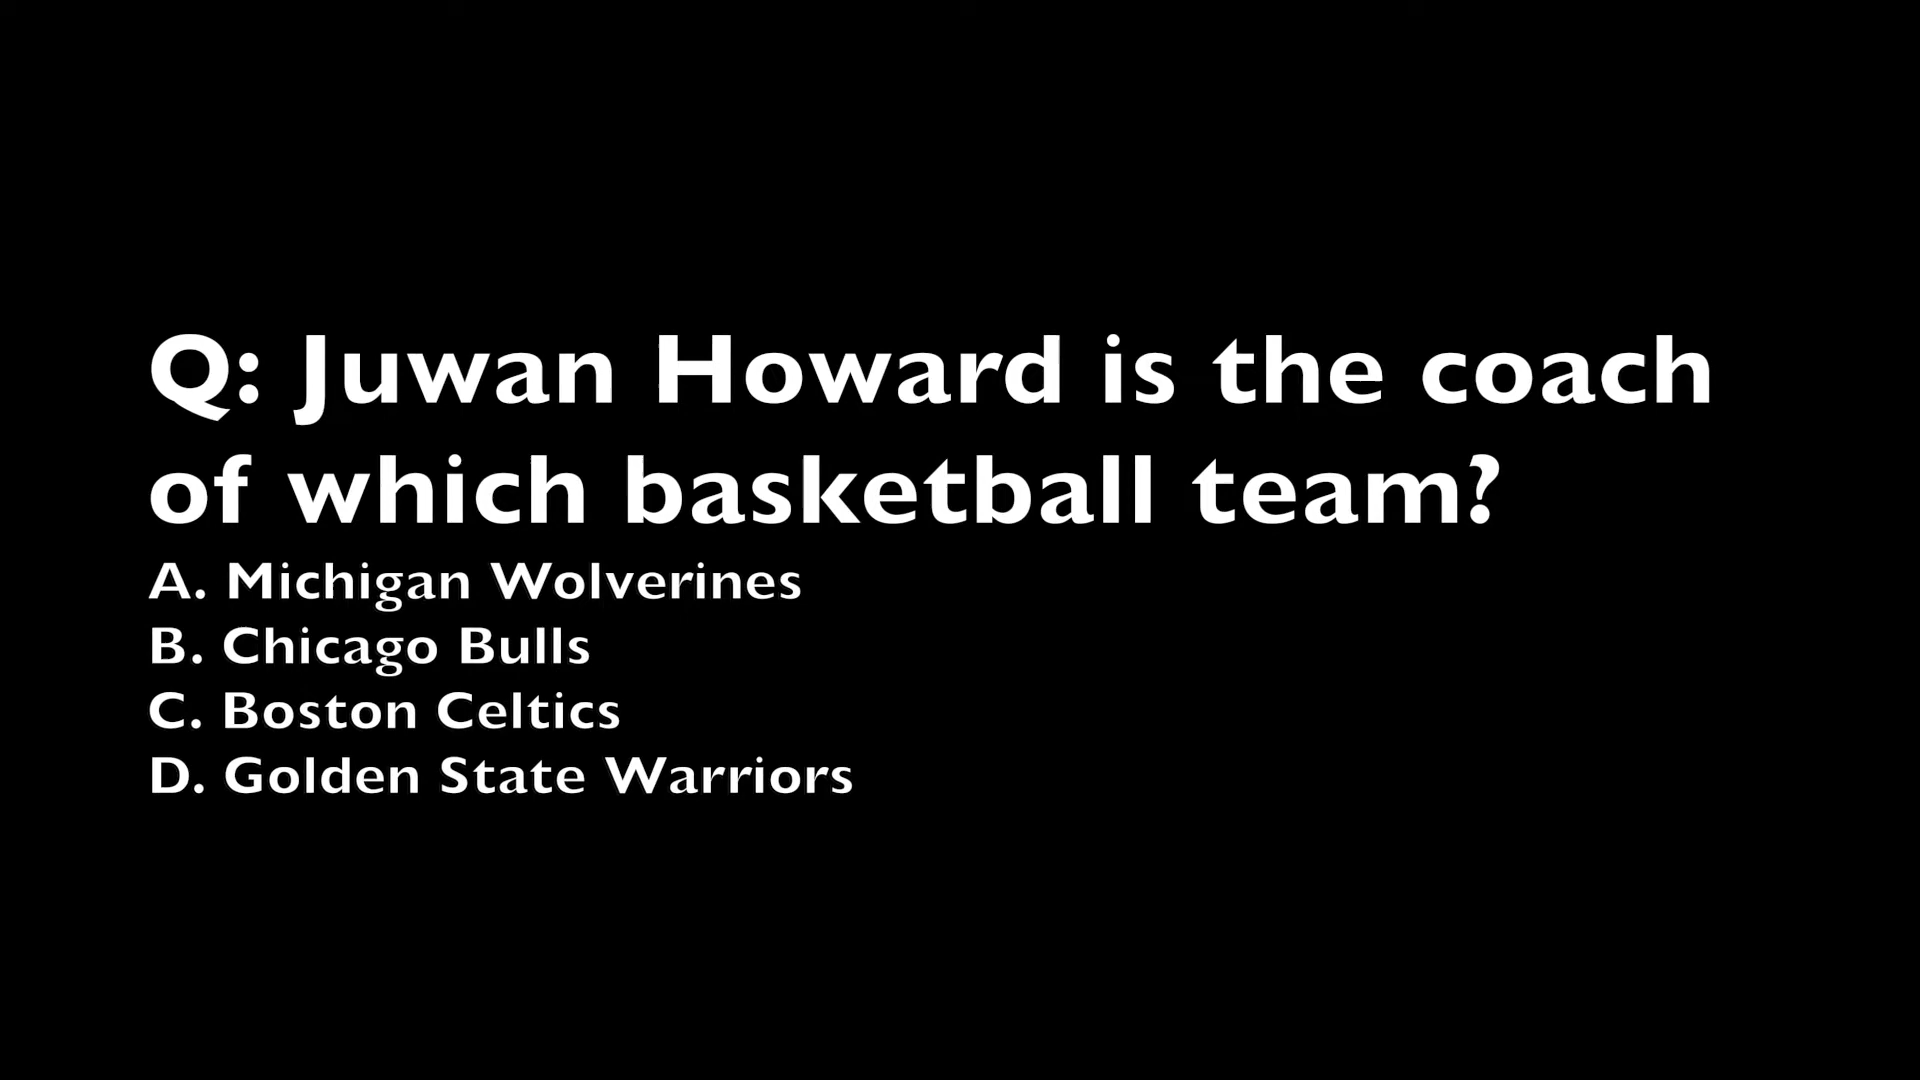 Q: Juwan Howard is the coach
of which basketball team?
A. Michigan Wolverines
B. Chicago Bulls
C. Boston Celtics
D. Golden State Warriors